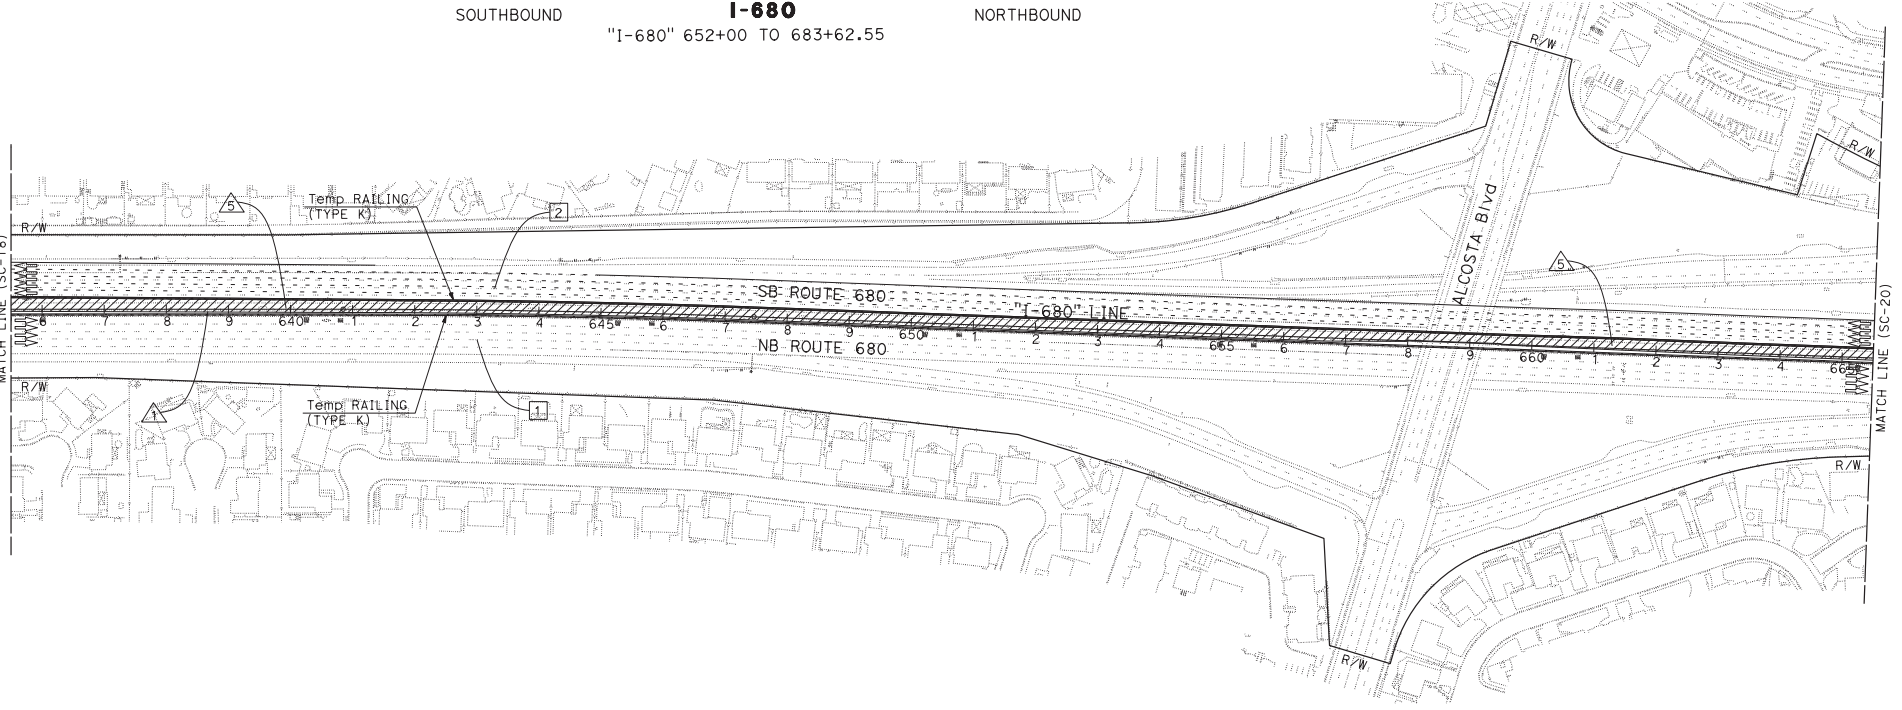 SOUTHBOUND
I-680
NORTHBOUND
"I-680" 652+00 TO 683+62.55
R/W
R/W
R/W
5
Temp RAILING
(TYPE K)
2
ALCOSTA Blvd
5
SB ROUTE 680
"I-680" LINE
6 7 8 9 640 1 2 3 4 645 6 7 8 9 650 1 2 3 4 655 6 7 8 9 660 1 2 3 4 665
NB ROUTE 680
MATCH LINE (SC-18)
MATCH LINE (SC-20)
R/W
1
Temp RAILING
(TYPE K)
1
R/W
R/W